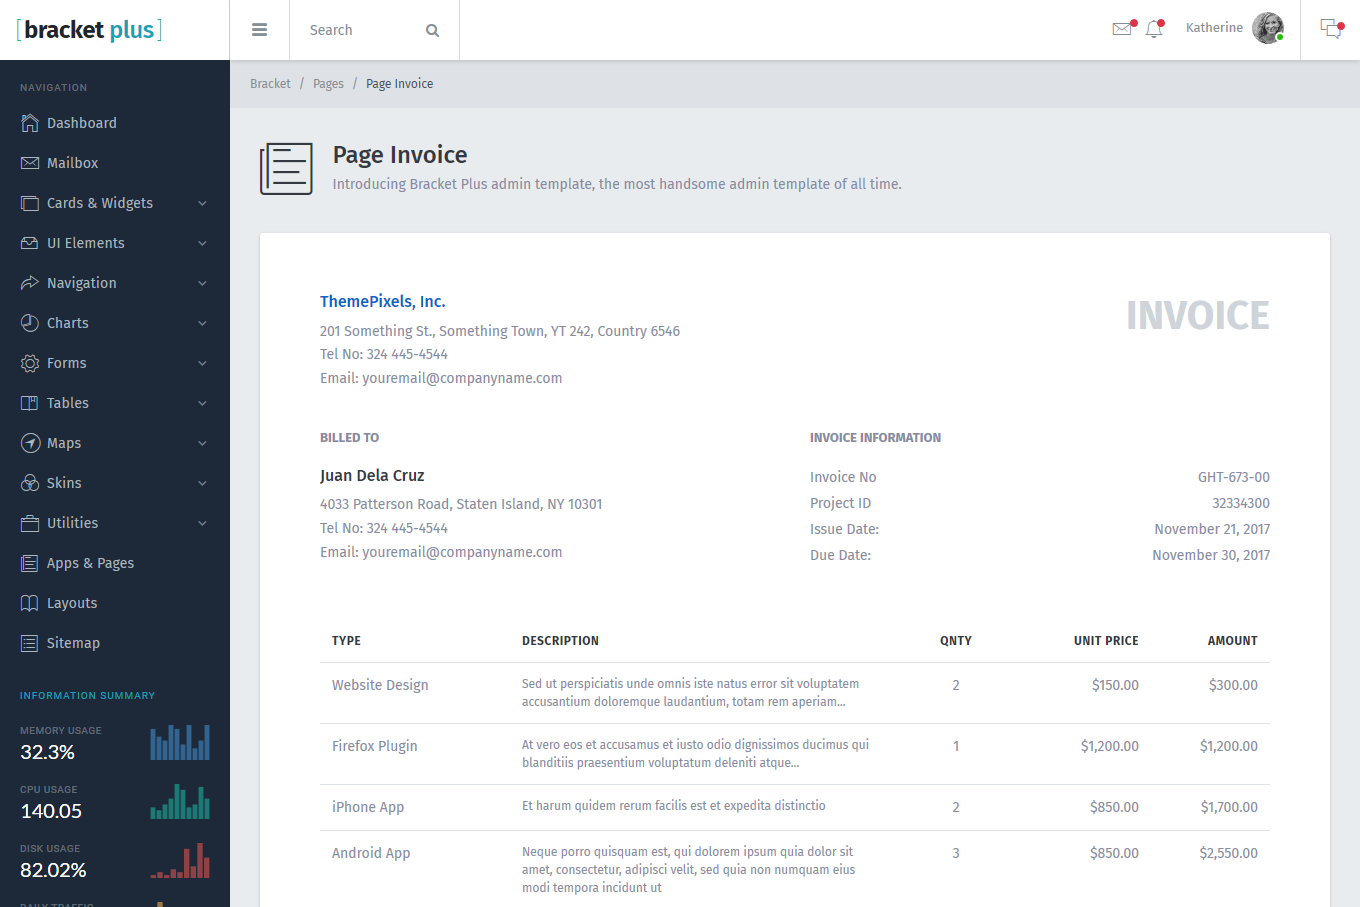 [bracket plus]
Search
Katherine
NAVIGATION
Dashboard
Mailbox
Cards & Widgets
UI Elements
Navigation
Charts
Forms
Tables
Maps
Skins
Utilities
Apps & Pages
Layouts
Sitemap
INFORMATION SUMMARY
MEMORY USAGE
32.3%
CPU USAGE
140.05
DISK USAGE
82.02%
DAILY TRAFFIC
Bracket / Pages / Page Invoice
Page Invoice
Introducing Bracket Plus admin template, the most handsome admin template of all time.
ThemePixels, Inc.
201 Something St., Something Town, YT 242, Country 6546
Tel No: 324 445-4544
Email: youremail@companyname.com
INVOICE
BILLED TO
Juan Dela Cruz
4033 Patterson Road, Staten Island, NY 10301
Tel No: 324 445-4544
Email: youremail@companyname.com
INVOICE INFORMATION
Invoice No GHT-673-00
Project ID 32334300
Issue Date: November 21, 2017
Due Date: November 30, 2017
TYPE DESCRIPTION QNTY UNIT PRICE AMOUNT
Website Design Sed ut perspiciatis unde omnis iste natus error sit voluptatem 2 $150.00 $300.00
accusantium doloremque laudantium, totam rem aperiam...
Firefox Plugin At vero eos et accusamus et iusto odio dignissimos ducimus qui 1 $1,200.00 $1,200.00
blanditiis praesentium voluptatum deleniti atque...
iPhone App Et harum quidem rerum facilis est et expedita distinctio 2 $850.00 $1,700.00
Android App Neque porro quisquam est, qui dolorem ipsum quia dolor sit 3 $850.00 $2,550.00
amet, consectetur, adipisci velit, sed quia non numquam eius
modi tempora incidunt ut